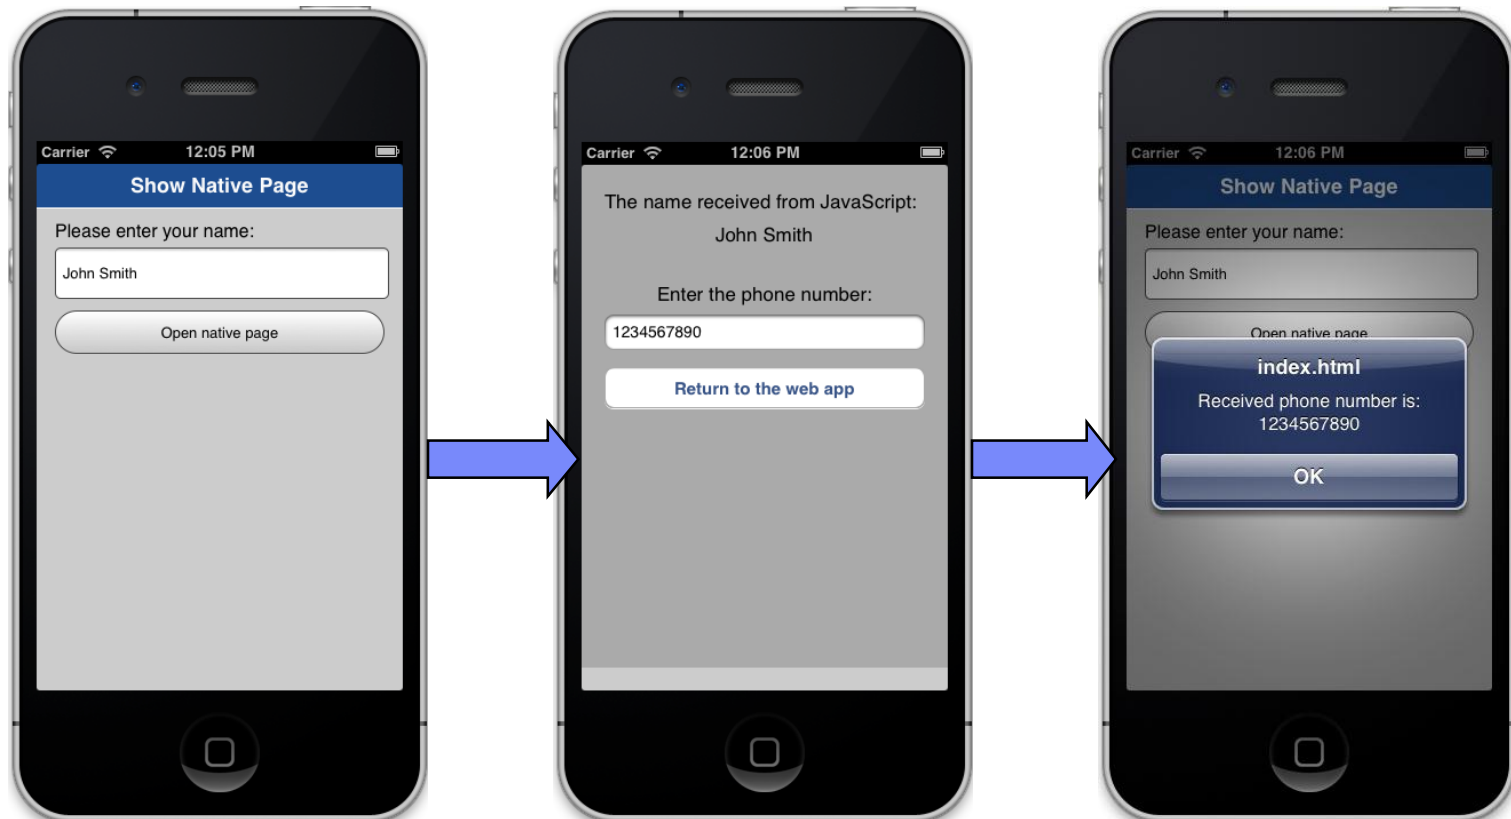 Carrier 12:05 PM
Show Native Page
Please enter your name:
John Smith
Open native page
Carrier 12:06 PM
The name received from JavaScript:
John Smith
Enter the phone number:
1234567890
Return to the web app
Carrier 12:06 PM
Show Native Page
Please enter your name:
John Smith
Open native page
index.html
Received phone number is:
1234567890
OK